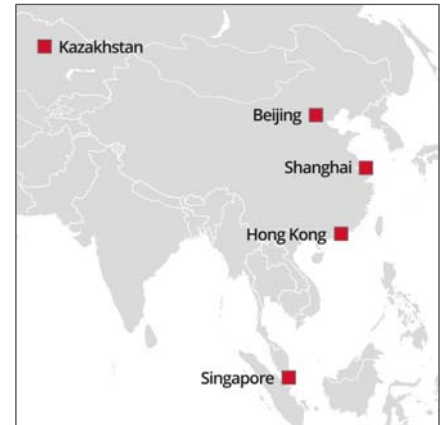 Kazakhstan
Beijing
Shanghai
Hong Kong
Singapore